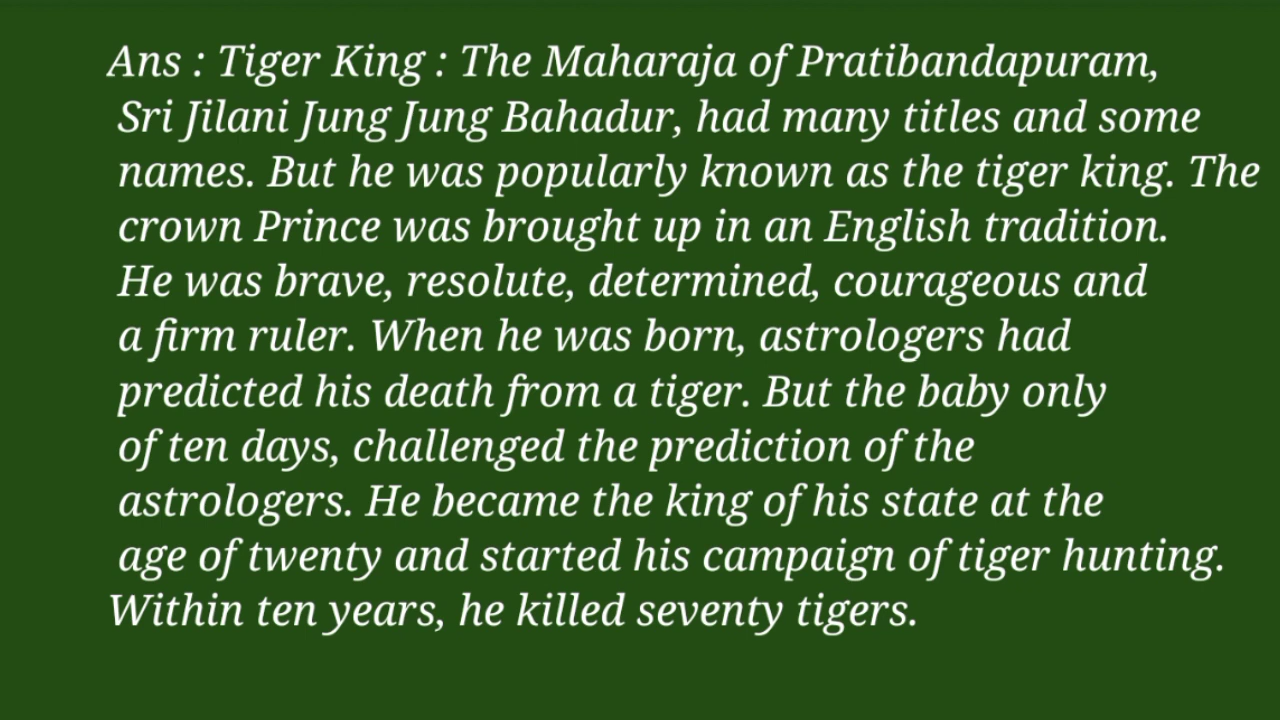 Ans : Tiger King : The Maharaja of Pratibandapuram,
Sri Jilani Jung Jung Bahadur, had many titles and some
names. But he was popularly known as the tiger king. The
crown Prince was brought up in an English tradition.
He was brave, resolute, determined, courageous and
a firm ruler. When he was born, astrologers had
predicted his death from a tiger. But the baby only
of ten days, challenged the prediction of the
astrologers. He became the king of his state at the
age of twenty and started his campaign of tiger hunting.
Within ten years, he killed seventy tigers.